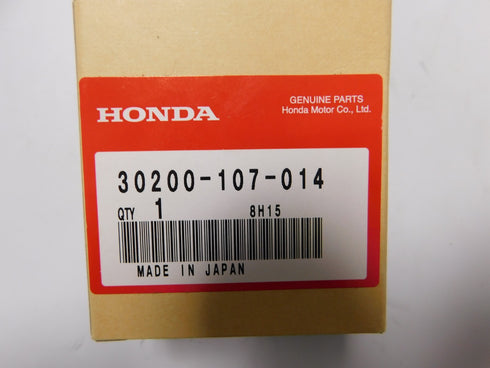 HONDA
GENUINE PARTS
Honda Motor Co., Ltd.
30200-107-014
QTY 1 8H15
MADE IN JAPAN